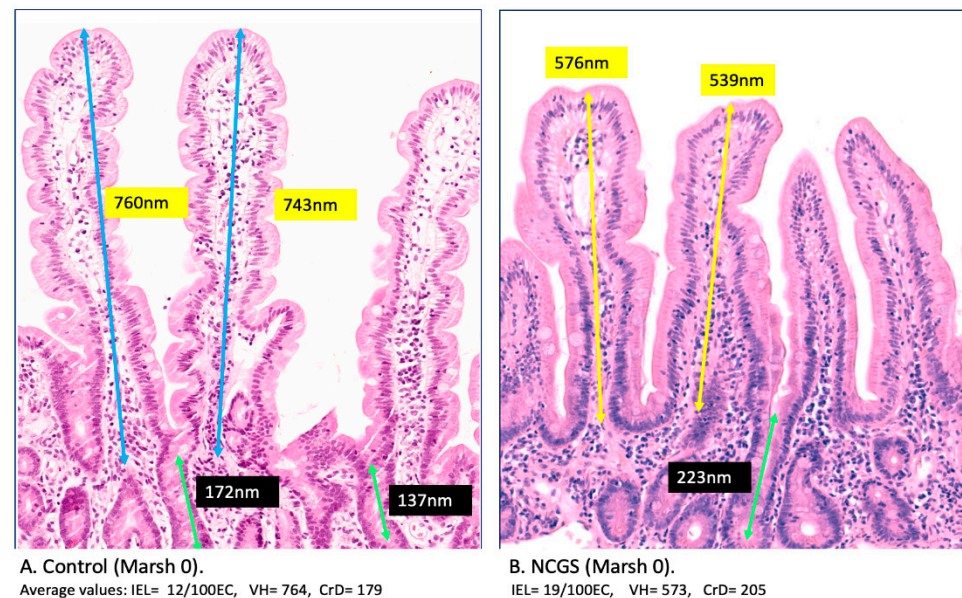 760nm
743nm
172nm
137nm
A. Control (Marsh 0).
Average values: IEL= 12/100EC, VH= 764, CrD= 179
576nm
539nm
223nm
B. NCGS (Marsh 0).
IEL= 19/100EC, VH= 573, CrD= 205